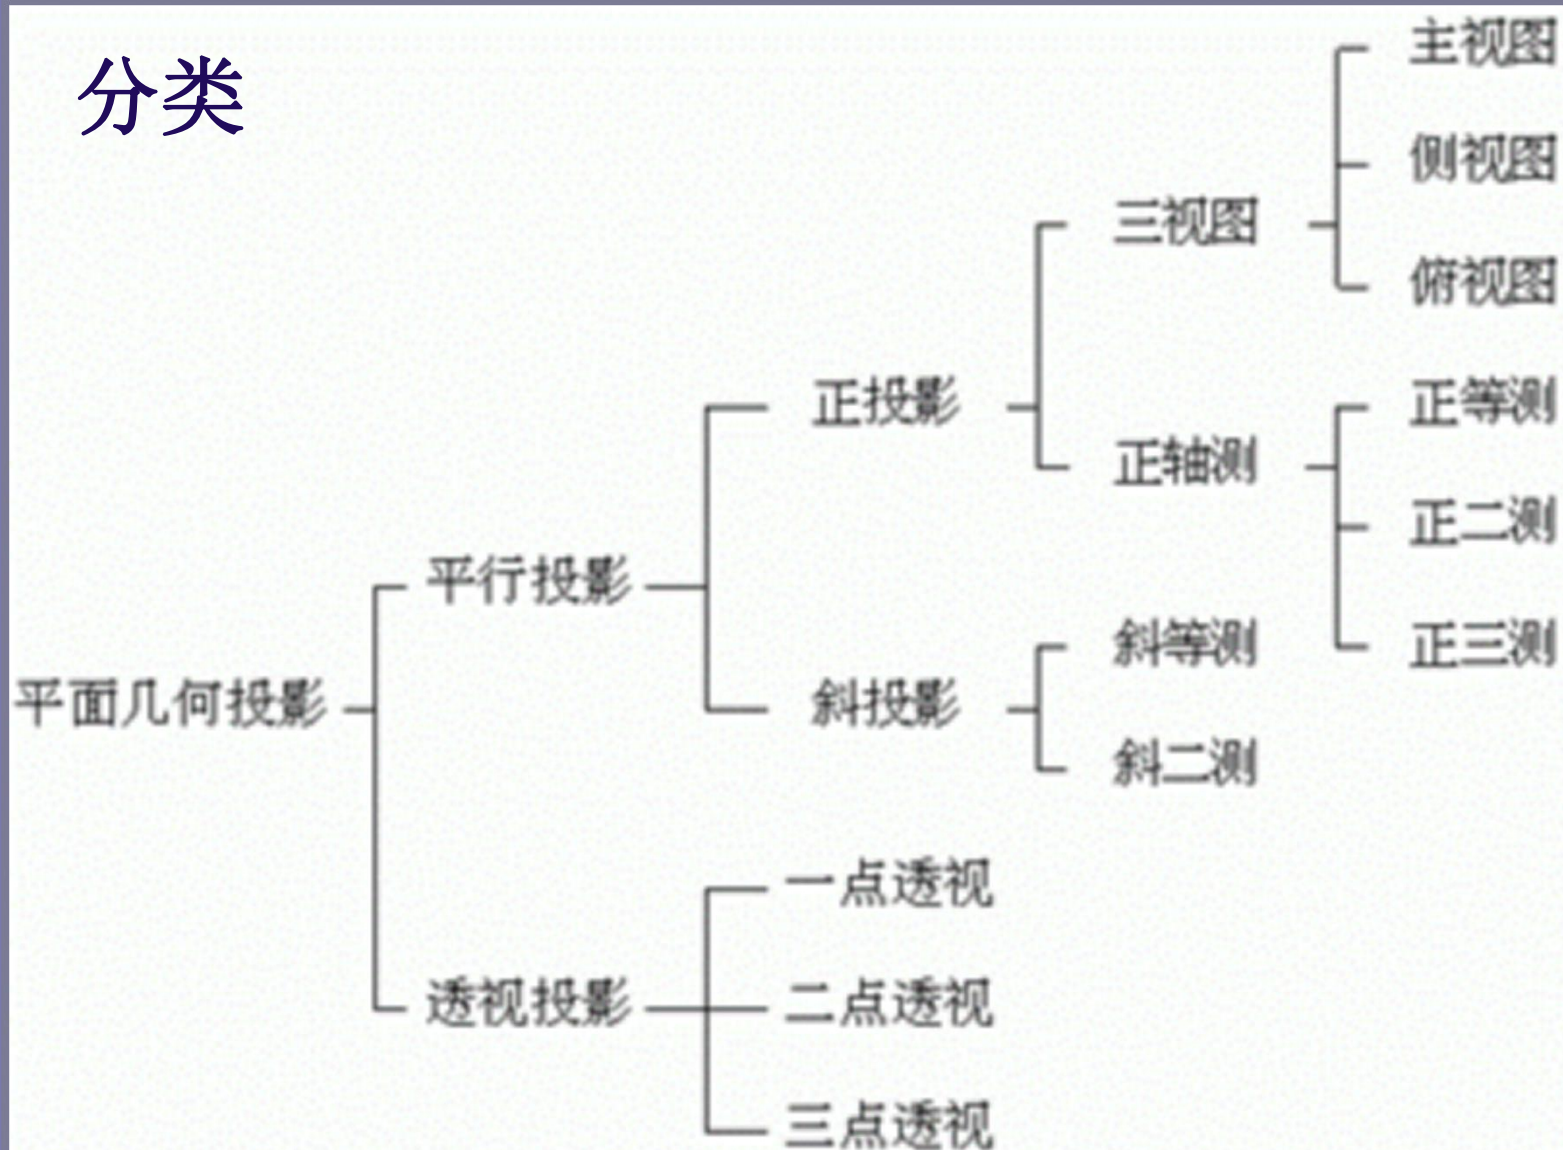 分类
主视图
侧视图
三视图
俯视图
正投影
正等测
正轴测
正二测
平行投影
斜等测
正三测
平面几何投影
斜投影
斜二测
一点透视
透视投影
二点透视
三点透视